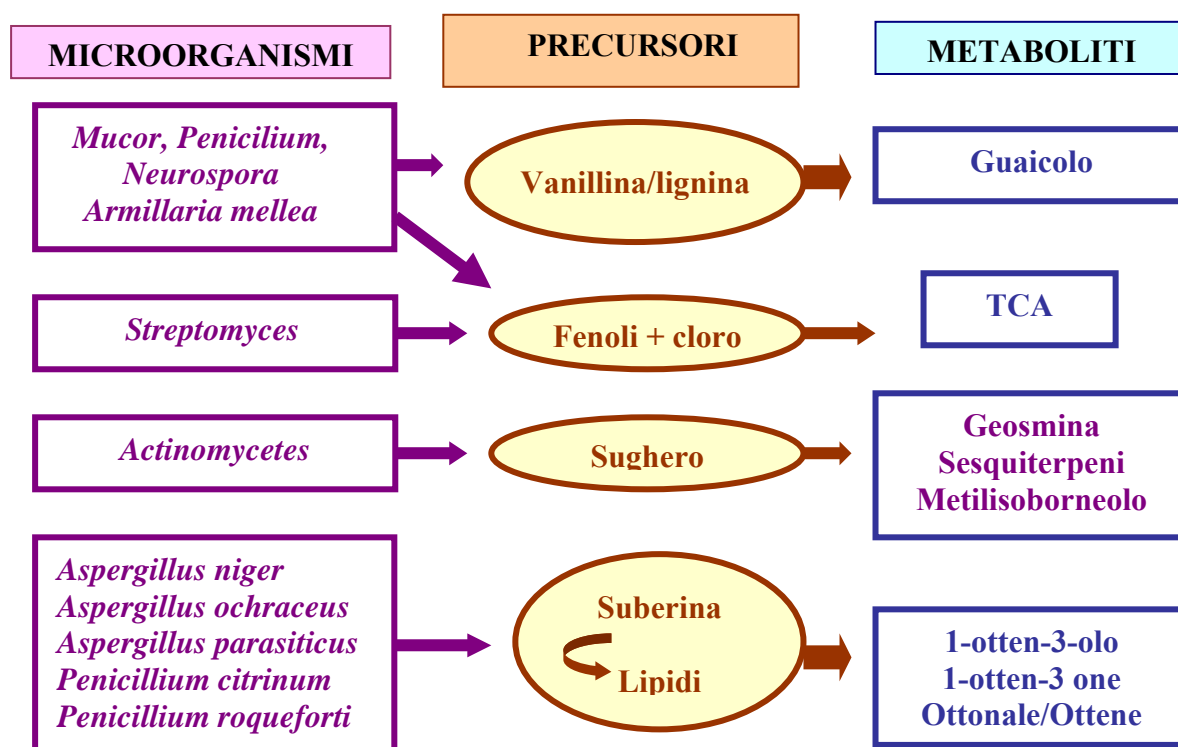 MICROORGANISMI
PRECURSORI
METABOLITI
Mucor, Penicilium,
Neurospora
Armillaria mellea
Vanillina/lignina
Guaicolo
Streptomyces
Fenoli + cloro
TCA
Actinomycetes
Sughero
Geosmina
Sesquiterpeni
Metilisoborneolo
Aspergillus niger
Aspergillus ochraceus
Aspergillus parasiticus
Penicillium citrinum
Penicillium roqueforti
Suberina
Lipidi
1-otten-3-olo
1-otten-3 one
Ottonale/Ottene